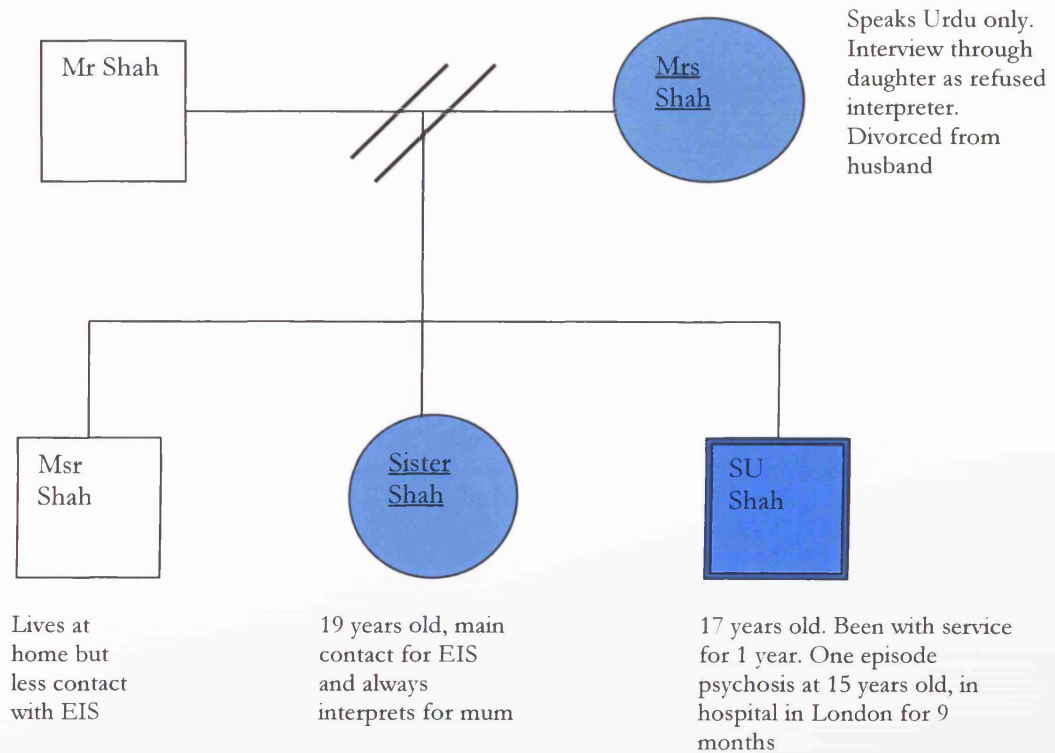 Mr Shah
Mrs
Shah
Speaks Urdu only.
Interview through
daughter as refused
interpreter.
Divorced from
husband
Msr
Shah
Sister
Shah
SU
Shah
Lives at
home but
less contact
with EIS
19 years old, main
contact for EIS
and always
interprets for mum
17 years old. Been with service
for 1 year. One episode
psychosis at 15 years old, in
hospital in London for 9
months